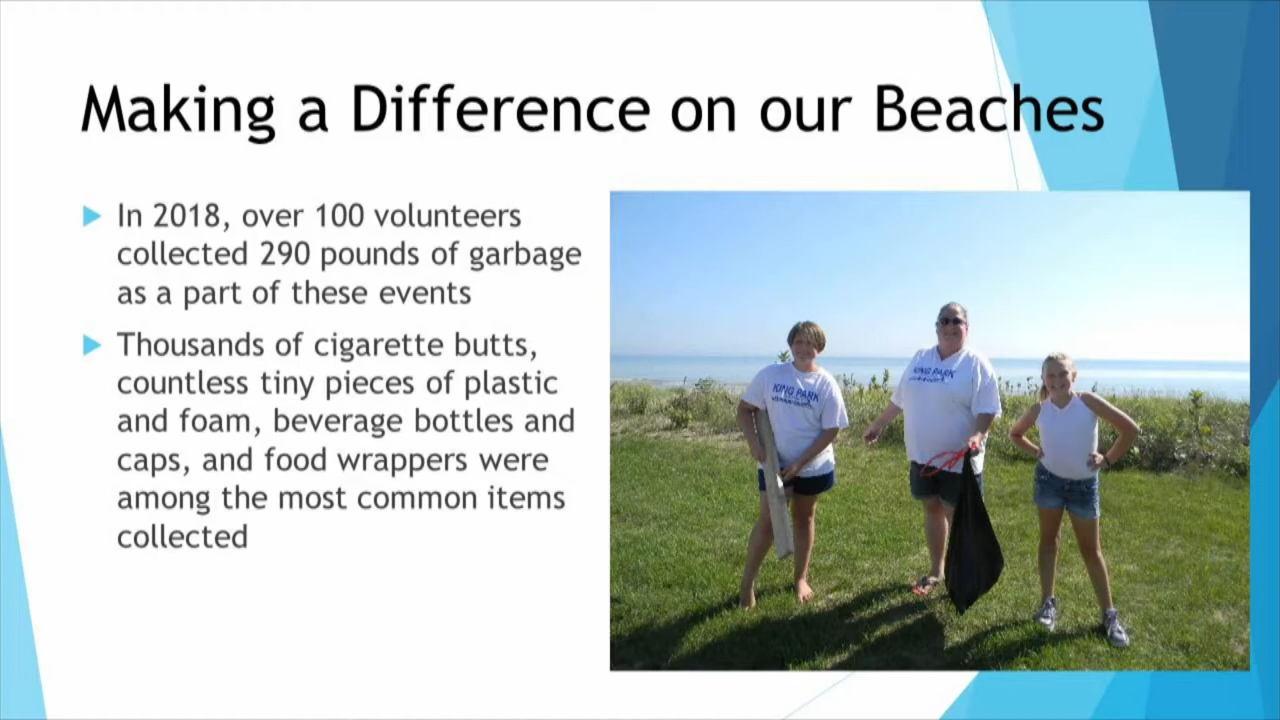 Making a Difference on our Beaches
In 2018, over 100 volunteers
collected 290 pounds of garbage
as a part of these events
Thousands of cigarette butts,
countless tiny pieces of plastic
and foam, beverage bottles and
caps, and food wrappers were
among the most common items
collected
KING PARK
KING PARK